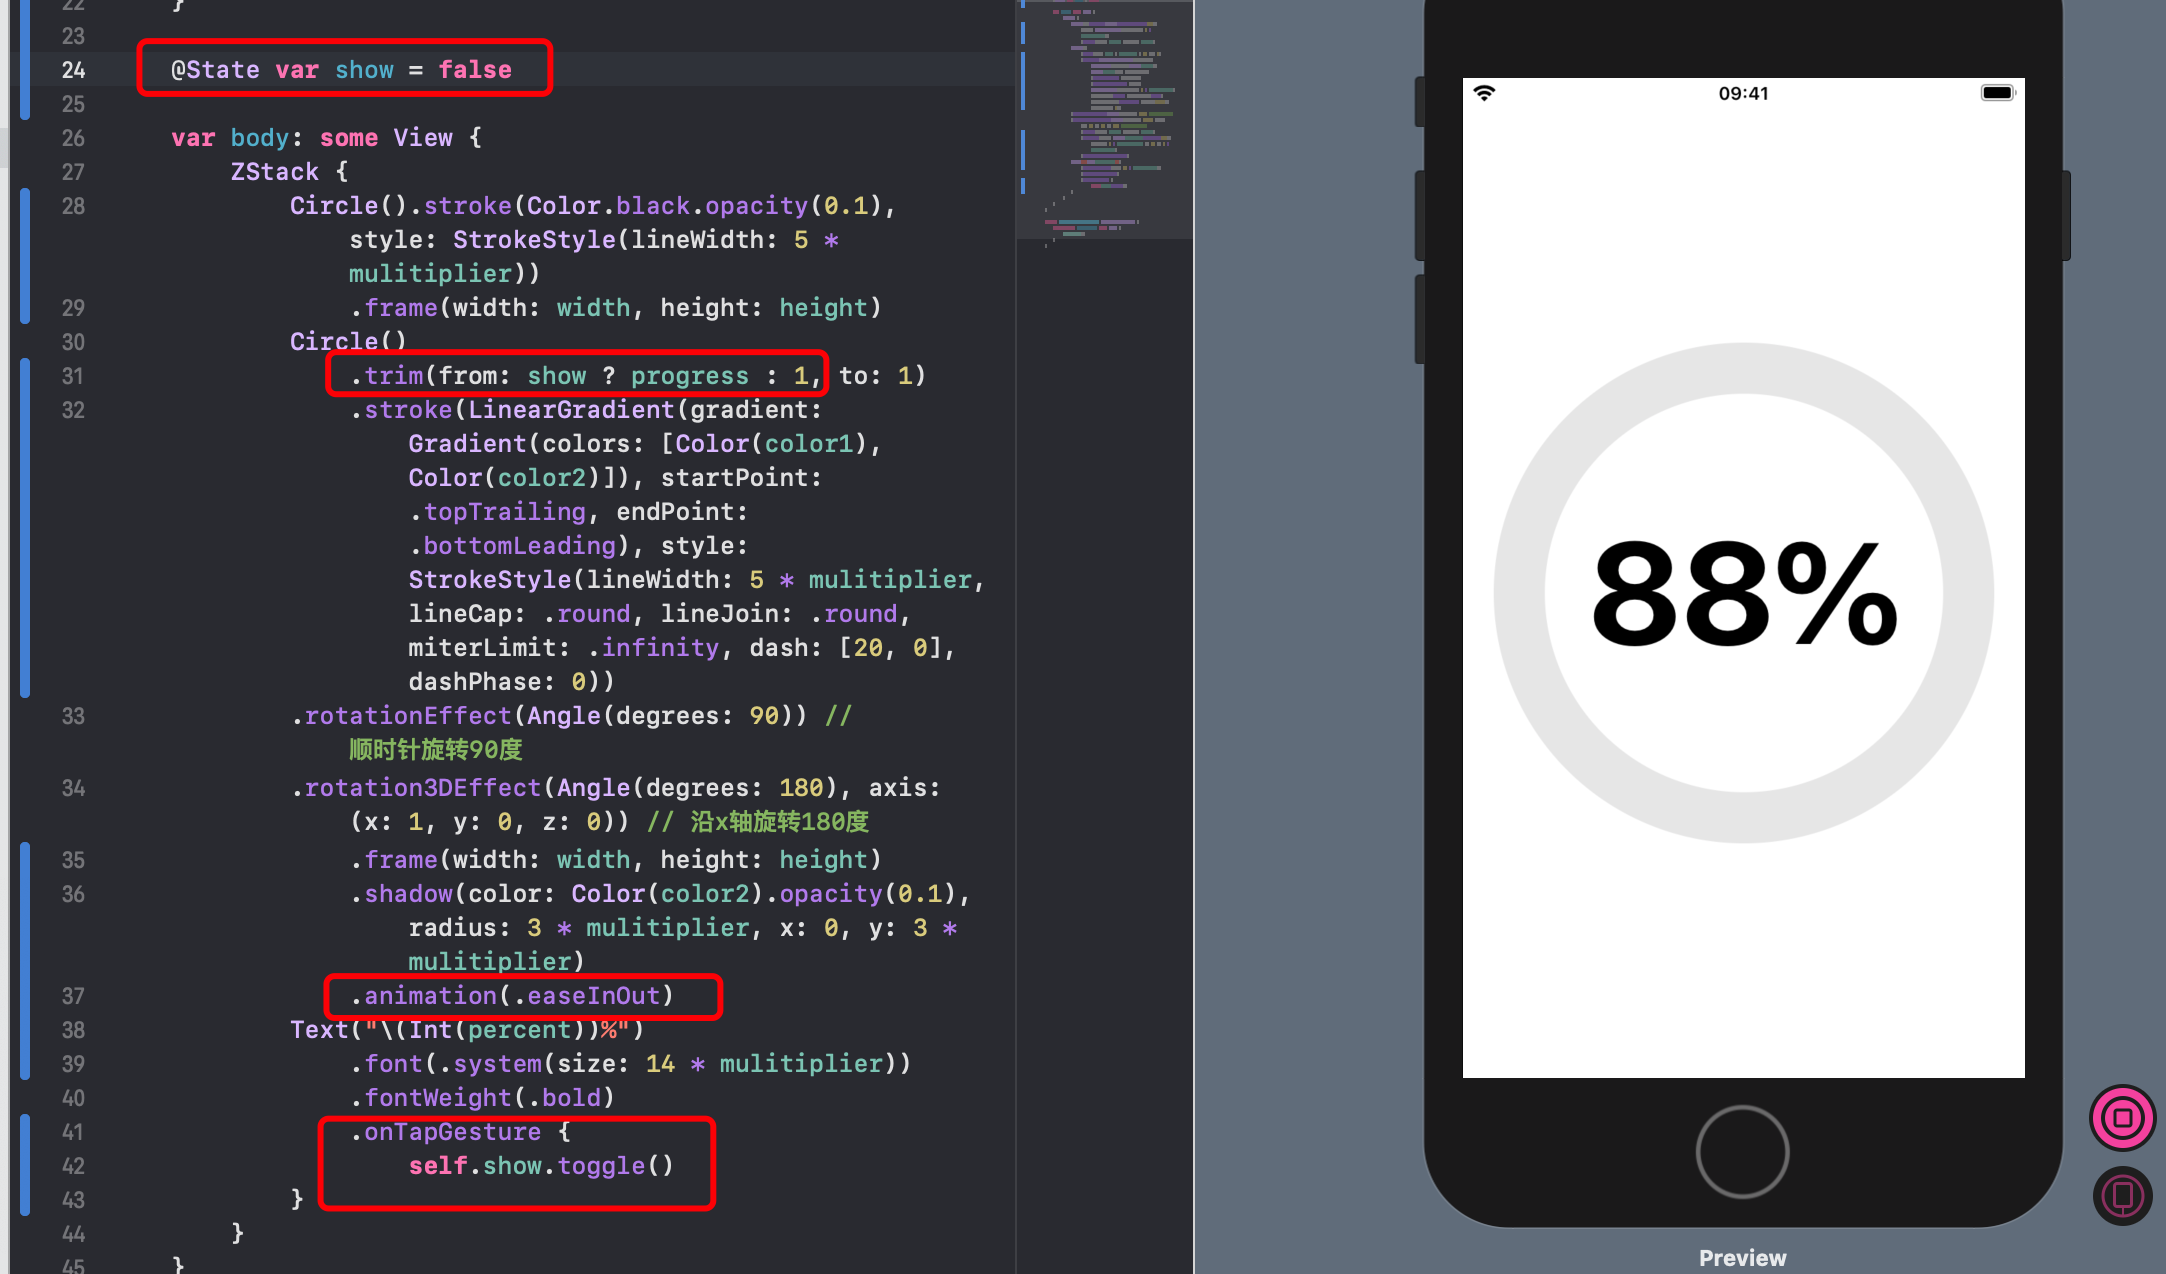 22 }
23
24 @State var show = false
25
26 var body: some View {
27 ZStack {
28 Circle().stroke(Color.black.opacity(0.1),
style: StrokeStyle(lineWidth: 5 *
mulitiplier))
29 .frame(width: width, height: height)
30 Circle()
31 .trim(from: show ? progress : 1, to: 1)
32 .stroke(LinearGradient(gradient:
Gradient(colors: [Color(color1),
Color(color2)]), startPoint:
.topTrailing, endPoint:
.bottomLeading), style:
StrokeStyle(lineWidth: 5 * mulitiplier,
lineCap: .round, lineJoin: .round,
miterLimit: .infinity, dash: [20, 0],
dashPhase: 0))
33 .rotationEffect(Angle(degrees: 90)) //
顺时针旋转90度
34 .rotation3DEffect(Angle(degrees: 180), axis:
(x: 1, y: 0, z: 0)) // 沿x轴旋转180度
35 .frame(width: width, height: height)
36 .shadow(color: Color(color2).opacity(0.1),
radius: 3 * mulitiplier, x: 0, y: 3 *
mulitiplier)
37 .animation(.easeInOut)
38 Text("\(Int(percent))%")
39 .font(.system(size: 14 * mulitiplier))
40 .fontWeight(.bold)
41 .onTapGesture {
42 self.show.toggle()
43 }
44 }
45 }
09:41
88%
Preview